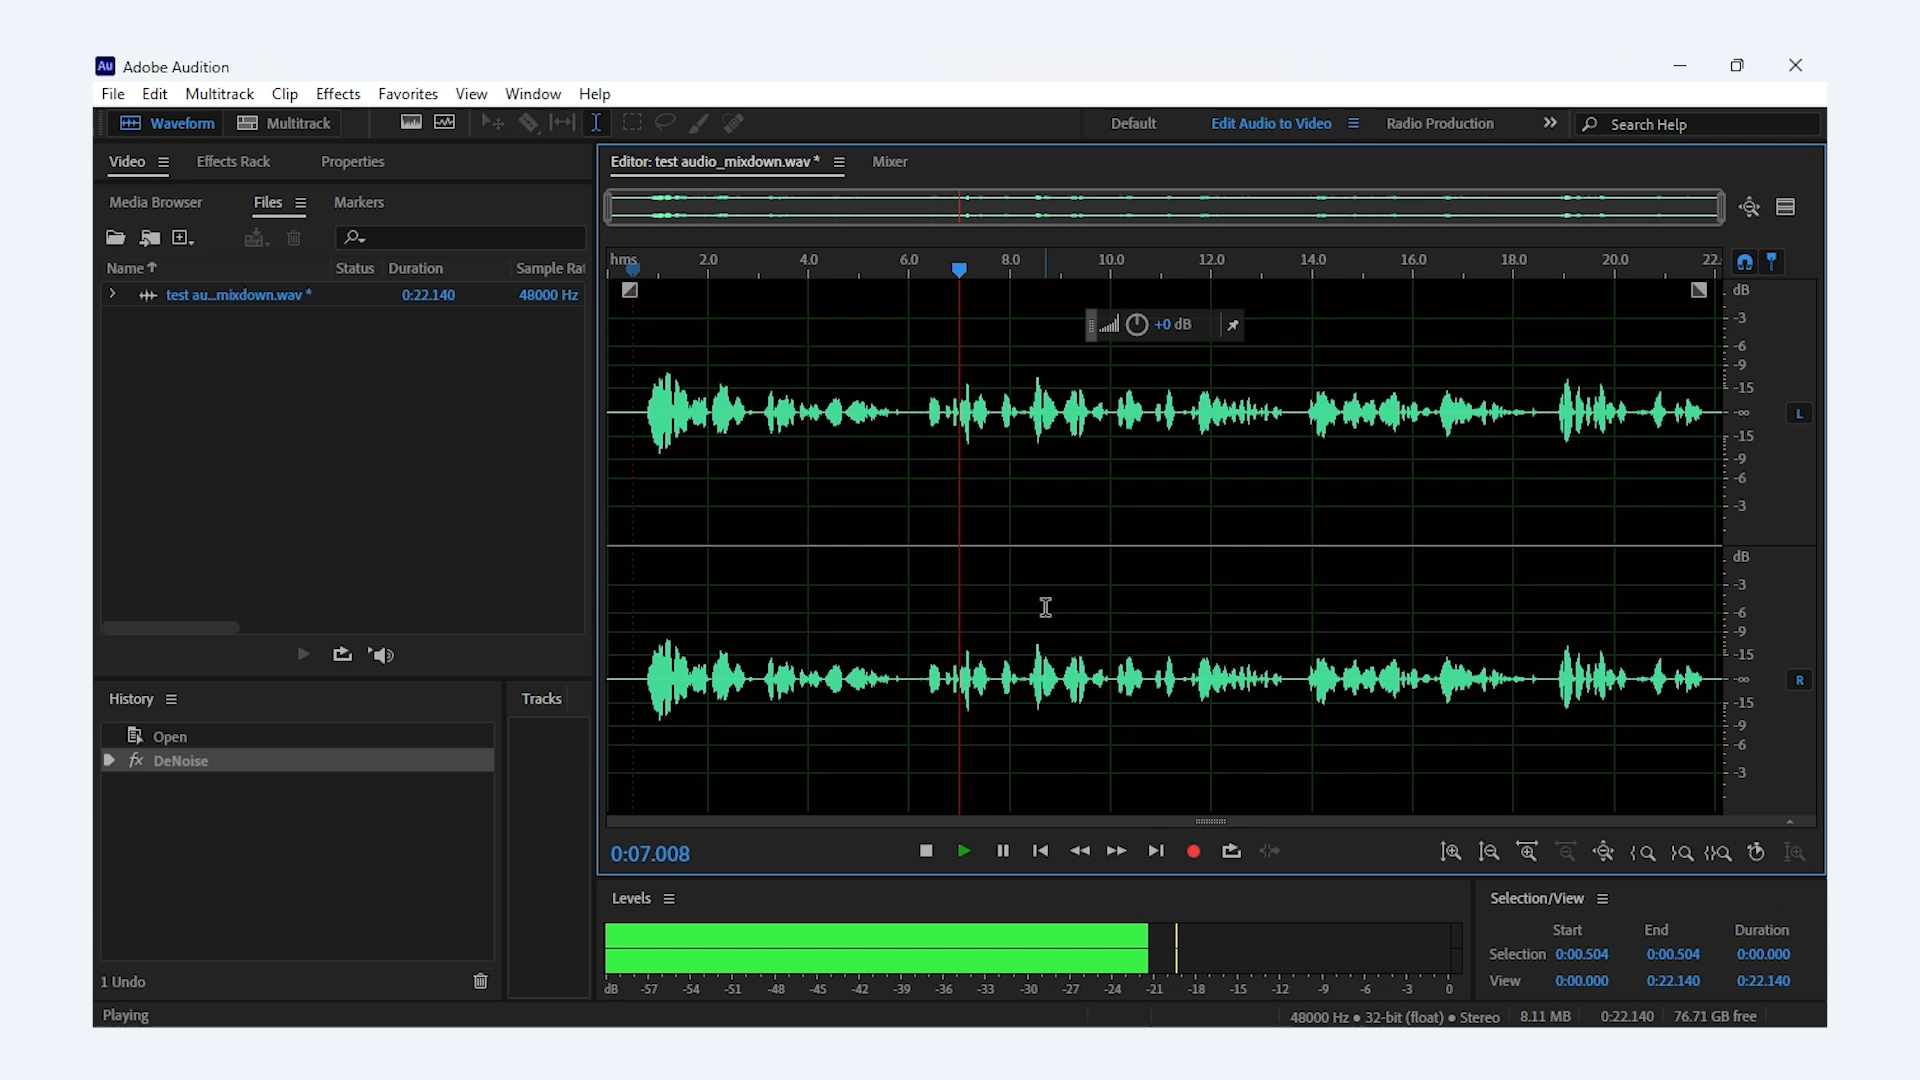 Au Adobe Audition
File Edit Multitrack Clip Effects Favorites View Window Help
Waveform Multitrack Default Edit Audio to Video Radio Production Search Help
Video Effects Rack Properties
Editor: test audio_mixdown.wav * Mixer
Media Browser Files Markers
Name Status Duration Sample Rat
test au...mixdown.wav * 0:22.140 48000 Hz
hms 2.0 4.0 6.0 8.0 10.0 12.0 14.0 16.0 18.0 20.0 22.
+0 dB
dB
-3
-6
-9
-15
-∞ L
-15
-9
-6
-3
dB
-3
-6
-9
-15
-∞ R
-15
-9
-6
-3
History Tracks
Open
fx DeNoise
1 Undo
0:07.008
Levels
dB -57 -54 -51 -48 -45 -42 -39 -36 -33 -30 -27 -24 -21 -18 -15 -12 -9 -6 -3 0
Selection/View
Start End Duration
Selection 0:00.504 0:00.504 0:00.000
View 0:00.000 0:22.140 0:22.140
Playing 48000 Hz ● 32-bit (float) ● Stereo 8.11 MB 0:22.140 76.71 GB free